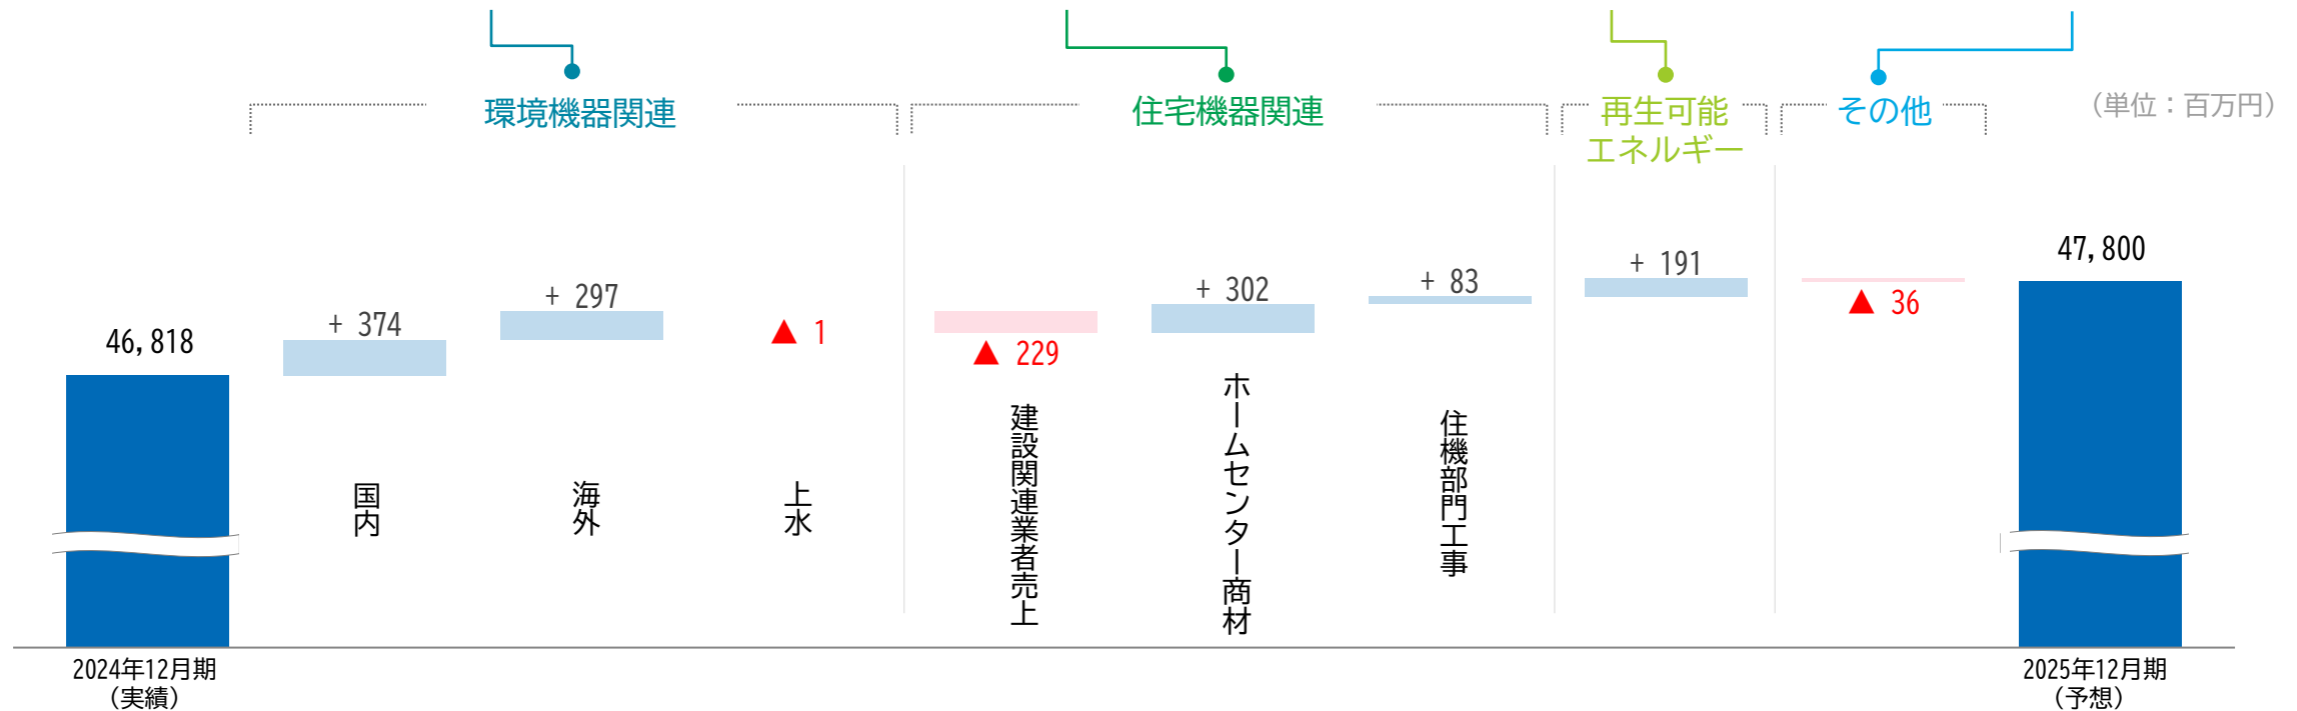 環境機器関連
住宅機器関連
再生可能
エネルギー
その他
（単位：百万円）
46,818
+ 374
+ 297
▲ 1
▲ 229
+ 302
+ 83
+ 191
▲ 36
47,800
国内
海外
上水
建設関連業者売上
ホームセンター商材
住機部門工事
2024年12月期
（実績）
2025年12月期
（予想）